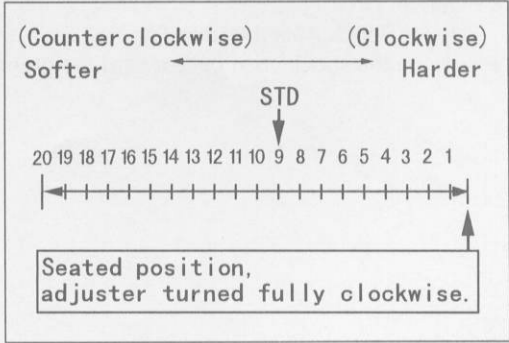 (Counterclockwise) (Clockwise)
Softer Harder
STD
20 19 18 17 16 15 14 13 12 11 10 9 8 7 6 5 4 3 2 1
Seated position,
adjuster turned fully clockwise.